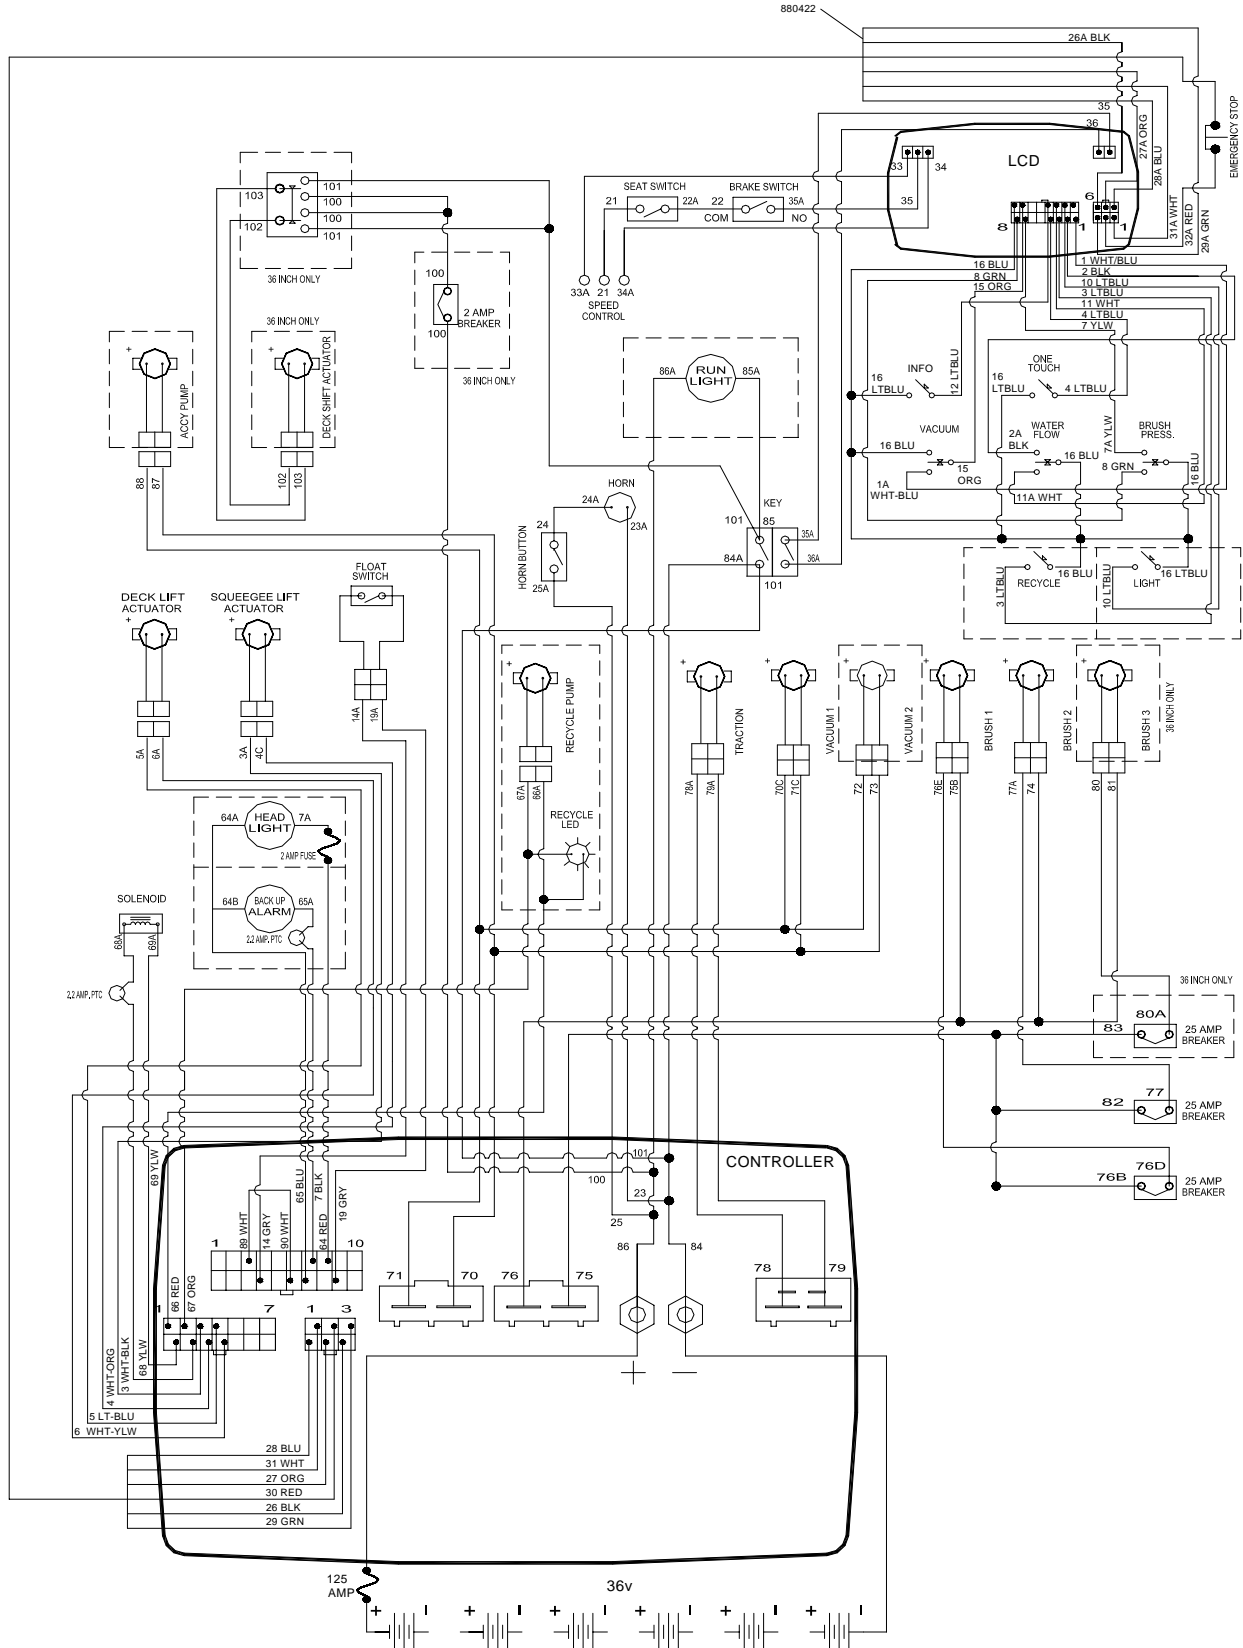 880422
26A BLK
35
36
27A ORG
28A BLU
EMERGENCY STOP
LCD
33
34
35
6
8
1
1
31A WHT
32A RED
29A GRN
101
103
100
100
102
101
36 INCH ONLY
SEAT SWITCH
BRAKE SWITCH
21
22A
22
35A
COM
NO
16 BLU
8 GRN
15 ORG
1 WHT/BLU
2 BLK
10 LTBLU
3 LTBLU
11 WHT
4 LTBLU
7 YLW
100
2 AMP
BREAKER
100
36 INCH ONLY
33A
21
34A
SPEED
CONTROL
36 INCH ONLY
+
ACCY PUMP
+
DECK SHIFT ACTUATOR
88
87
102
103
86A
RUN
LIGHT
85A
16
LTBLU
INFO
12 LTBLU
16
LTBLU
ONE
TOUCH
4 LTBLU
VACUUM
16 BLU
15
ORG
1A
WHT-BLU
2A
BLK
WATER
FLOW
16 BLU
11A WHT
7A YLW
BRUSH
PRESS.
8 GRN
16 BLU
HORN
24A
23A
24
HORN BUTTON
25A
KEY
101
85
35A
84A
36A
101
3 LTBLU
RECYCLE
16 BLU
10 LTBLU
LIGHT
16 LTBLU
FLOAT
SWITCH
DECK LIFT
ACTUATOR
+
SQUEEGEE LIFT
ACTUATOR
+
14A
19A
5A
6A
3A
4C
+
RECYCLE PUMP
67A
66A
RECYCLE
LED
+
TRACTION
78A
79A
+
VACUUM 1
70C
71C
+
VACUUM 2
72
73
+
BRUSH 1
76E
75B
+
BRUSH 2
77A
74
+
BRUSH 3
36 INCH ONLY
80
81
64A
HEAD
LIGHT
7A
2 AMP FUSE
64B
BACK UP
ALARM
65A
2.2 AMP. PTC
SOLENOID
68A
69A
2.2 AMP. PTC
36 INCH ONLY
83
80A
25 AMP
BREAKER
82
77
25 AMP
BREAKER
76B
76D
25 AMP
BREAKER
CONTROLLER
101
100
23
25
86
84
69 YLW
89 WHT
14 GRY
90 WHT
65 BLU
7 BLK
64 RED
19 GRY
1
10
66 RED
67 ORG
1
7
1
3
71
70
76
75
78
79
4 WHT-ORG
3 WHT-BLK
68 YLW
5 LT-BLU
6 WHT-YLW
28 BLU
31 WHT
27 ORG
30 RED
26 BLK
29 GRN
+
—
125
AMP
36v
+ I
+ I
+ I
+ I
+ I
+ I